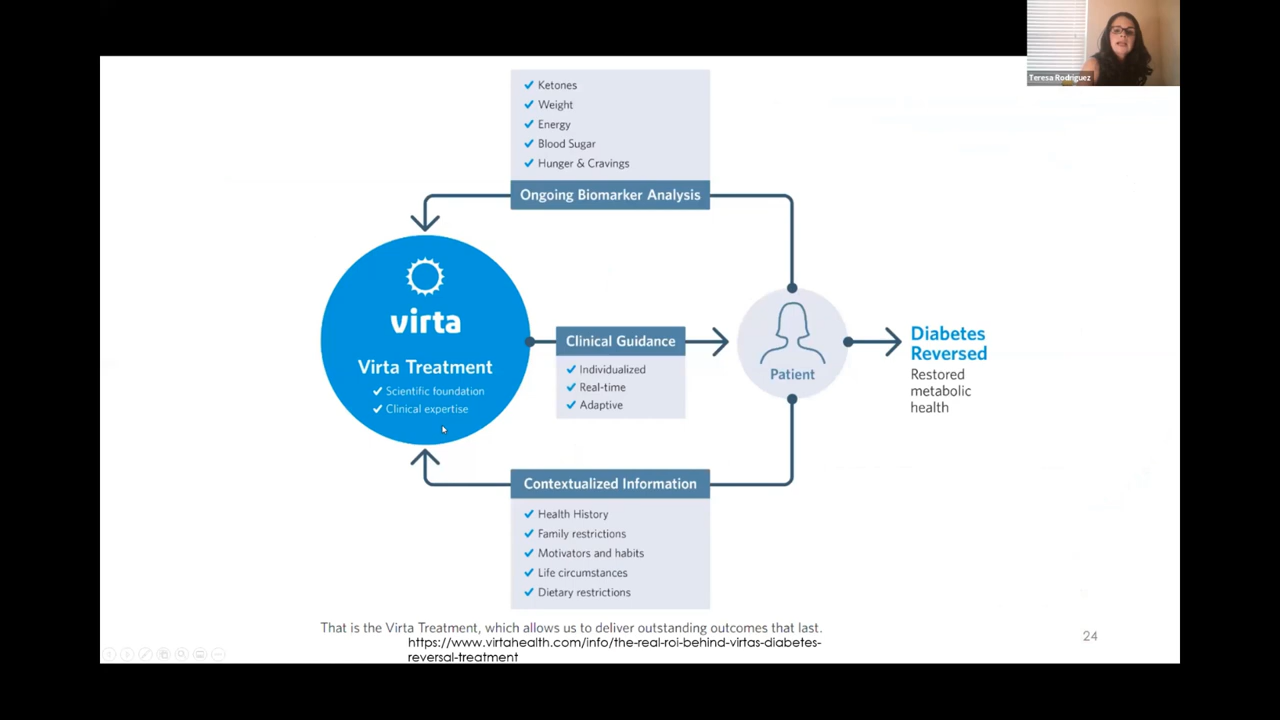 Teresa Rodriguez
Ketones
Weight
Energy
Blood Sugar
Hunger & Cravings
Ongoing Biomarker Analysis
virta
Virta Treatment
Scientific foundation
Clinical expertise
Clinical Guidance
Individualized
Real-time
Adaptive
Patient
Diabetes
Reversed
Restored
metabolic
health
Contextualized Information
Health History
Family restrictions
Motivators and habits
Life circumstances
Dietary restrictions
That is the Virta Treatment, which allows us to deliver outstanding outcomes that last.
https://www.virtahealth.com/info/the-real-roi-behind-virtas-diabetes-
reversal-treatment
24